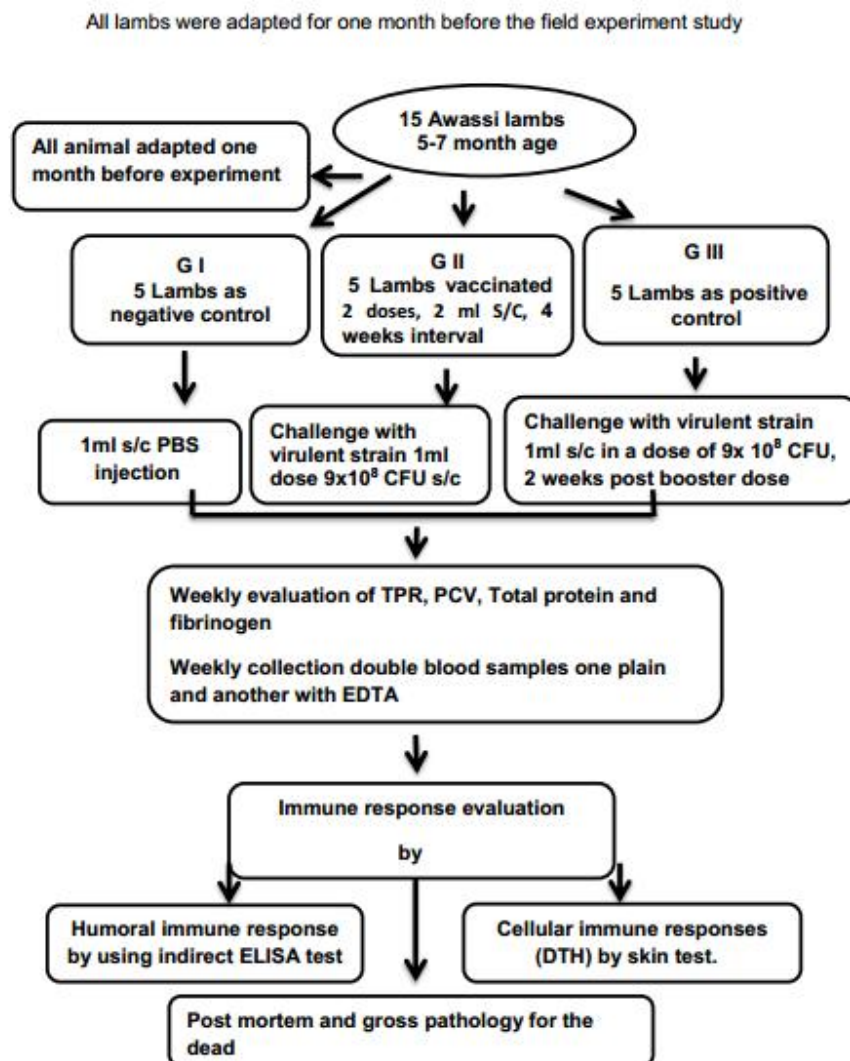 All lambs were adapted for one month before the field experiment study
15 Awassi lambs
5-7 month age
All animal adapted one
month before experiment
G I
5 Lambs as
negative control
G II
5 Lambs vaccinated
2 doses, 2 ml S/C, 4
weeks interval
G III
5 Lambs as positive
control
1ml s/c PBS
injection
Challenge with
virulent strain 1ml
dose 9x10⁸ CFU s/c
Challenge with virulent strain
1ml s/c in a dose of 9x 10⁸ CFU,
2 weeks post booster dose
Weekly evaluation of TPR, PCV, Total protein and
fibrinogen
Weekly collection double blood samples one plain
and another with EDTA
Immune response evaluation
by
Humoral immune response
by using indirect ELISA test
Cellular immune responses
(DTH) by skin test.
Post mortem and gross pathology for the
dead